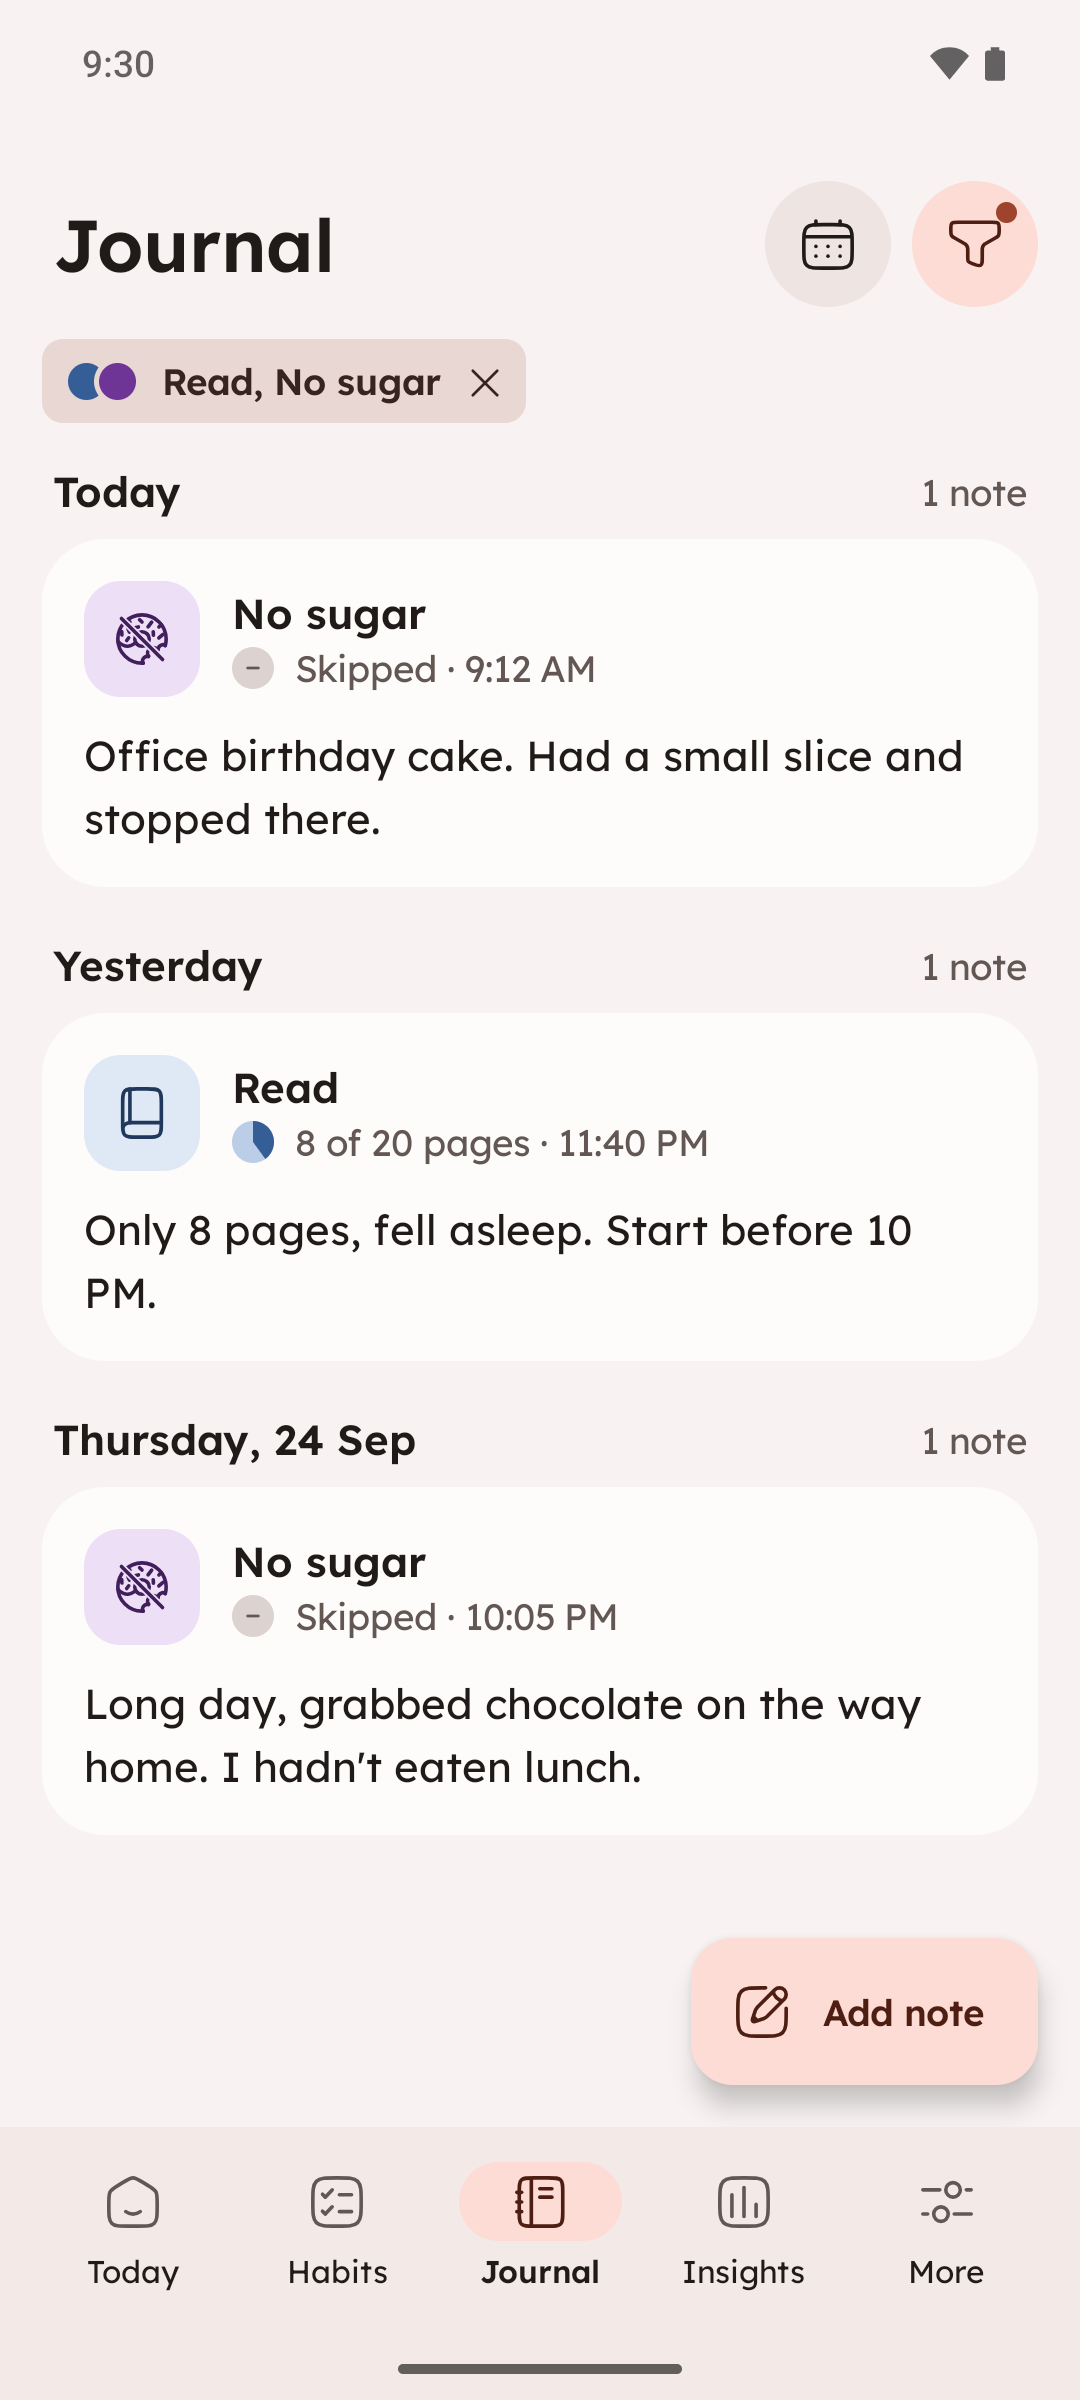 9:30
Journal
Read, No sugar
Today
1 note
No sugar
Skipped · 9:12 AM
Office birthday cake. Had a small slice and
stopped there.
Yesterday
1 note
Read
8 of 20 pages · 11:40 PM
Only 8 pages, fell asleep. Start before 10
PM.
Thursday, 24 Sep
1 note
No sugar
Skipped · 10:05 PM
Long day, grabbed chocolate on the way
home. I hadn't eaten lunch.
Add note
Today
Habits
Journal
Insights
More